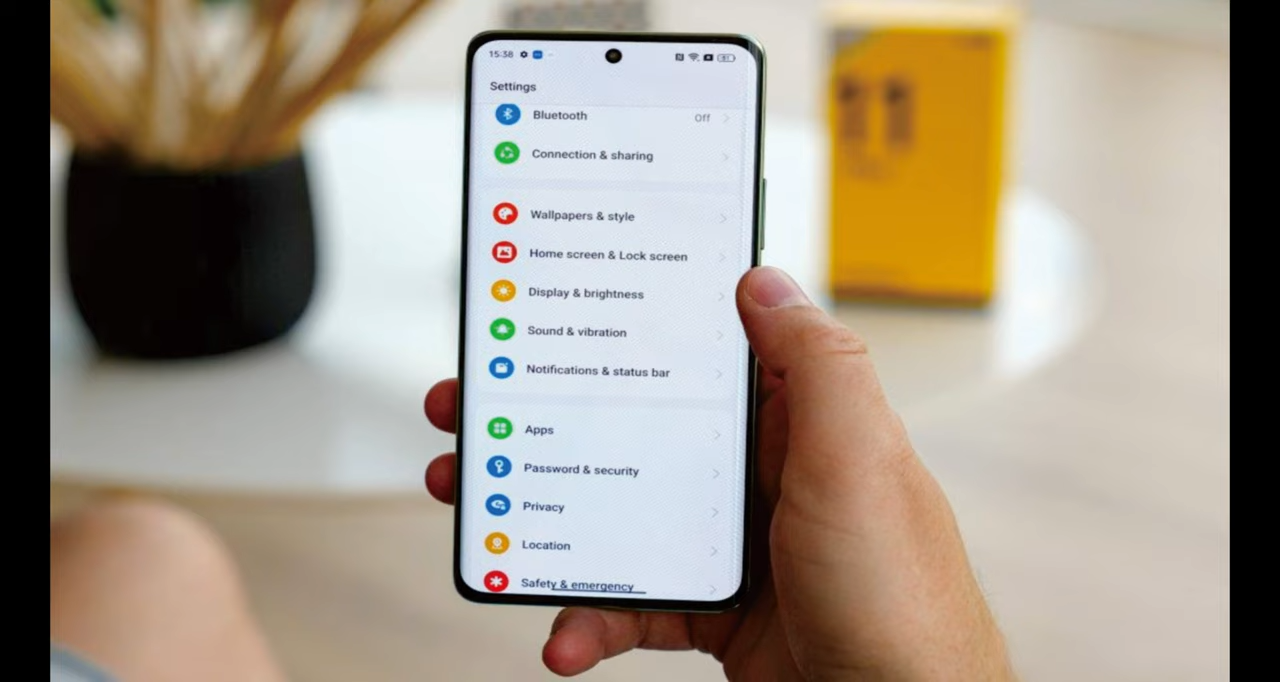 15:38
Settings
Bluetooth Off
Connection & sharing
Wallpapers & style
Home screen & Lock screen
Display & brightness
Sound & vibration
Notifications & status bar
Apps
Password & security
Privacy
Location
Safety & emergency